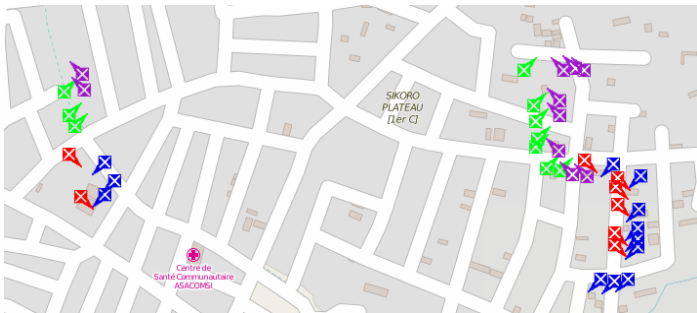 SIKORO
PLATEAU
[1er C]
Centre de
Santé Communautaire
ASACOMSI